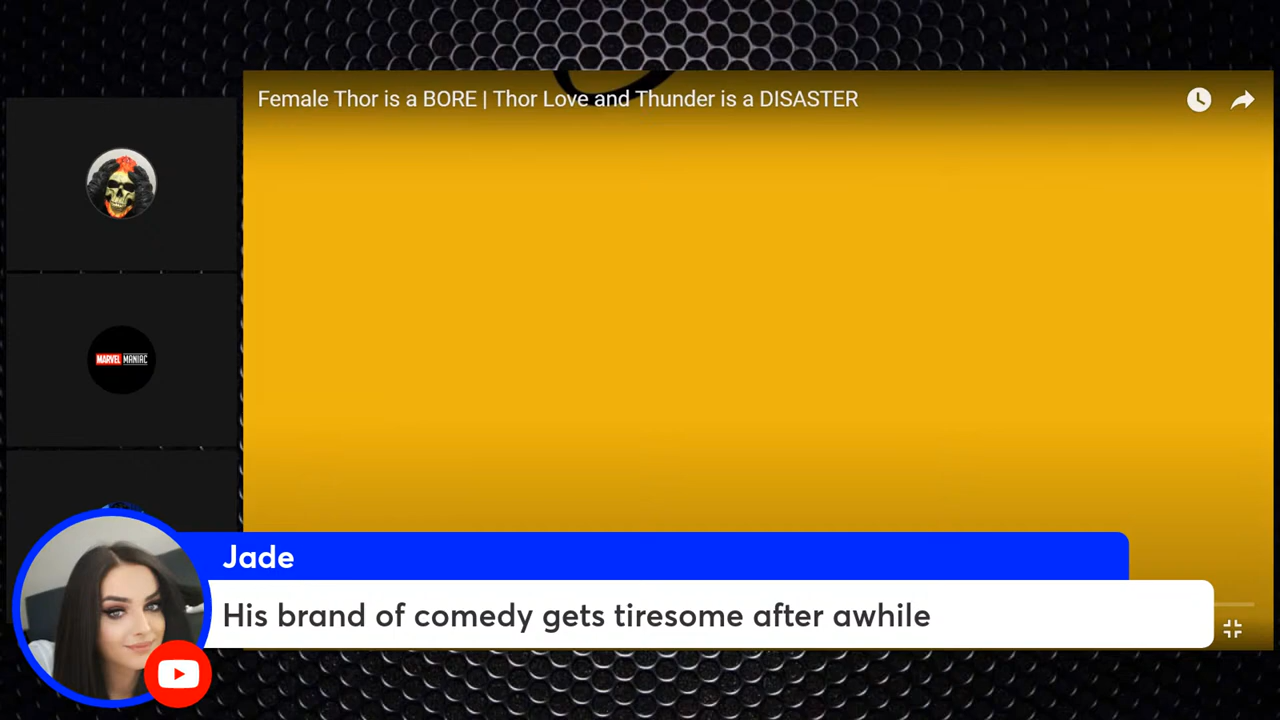 Female Thor is a BORE | Thor Love and Thunder is a DISASTER
MARVEL MANIAC
Jade
His brand of comedy gets tiresome after awhile